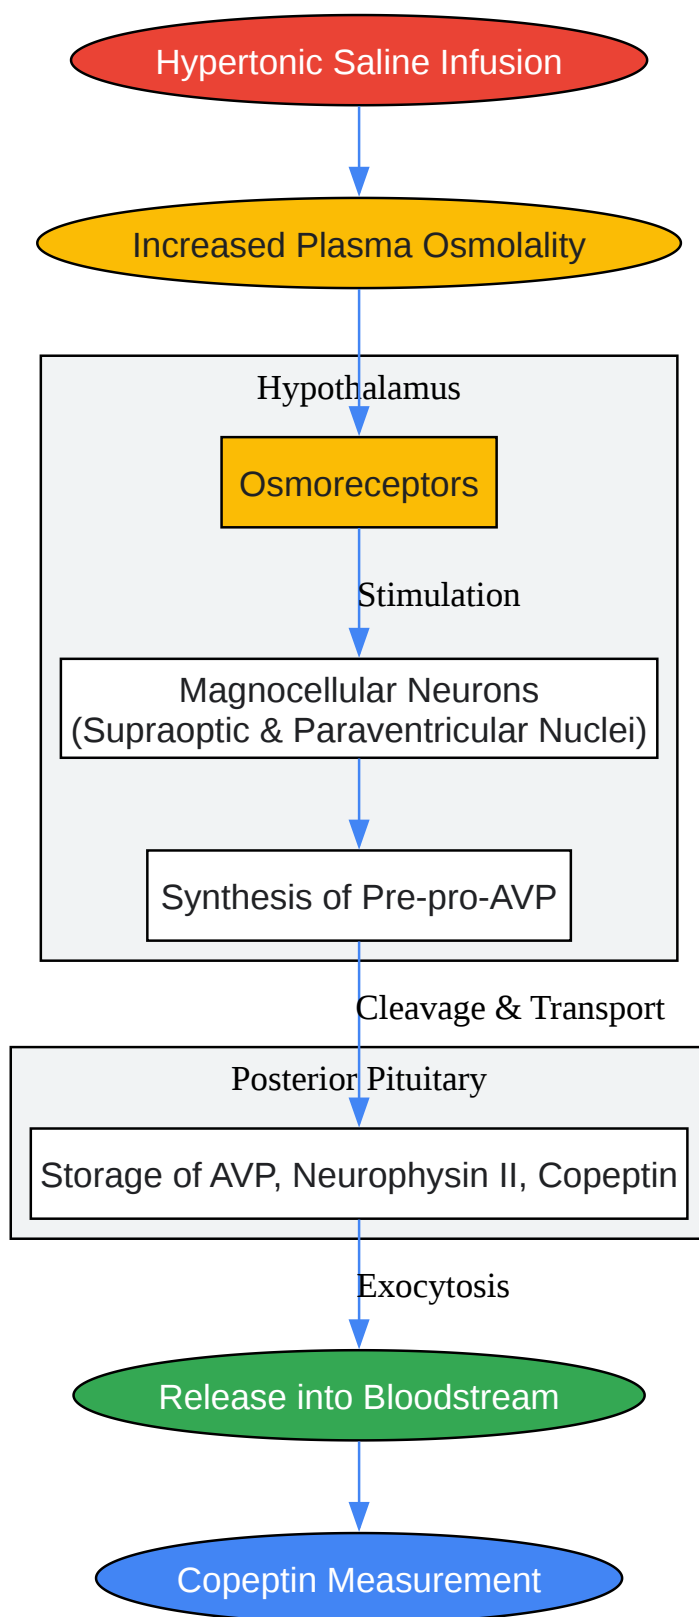 Hypertonic Saline Infusion
Increased Plasma Osmolality
Hypothalamus
Osmoreceptors
Stimulation
Magnocellular Neurons
(Supraoptic & Paraventricular Nuclei)
Synthesis of Pre-pro-AVP
Cleavage & Transport
Posterior Pituitary
Storage of AVP, Neurophysin II, Copeptin
Exocytosis
Release into Bloodstream
Copeptin Measurement